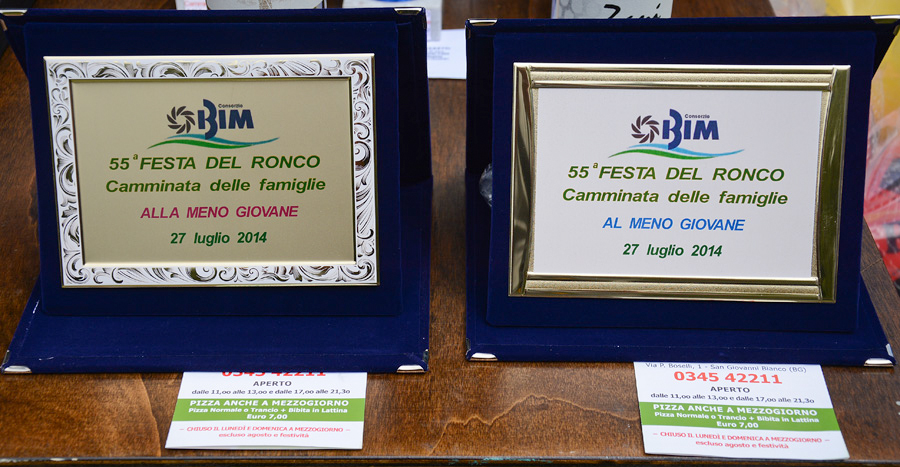 Consorzio
BIM
55ª FESTA DEL RONCO
Camminata delle famiglie
ALLA MENO GIOVANE
27 luglio 2014
Consorzio
BIM
55ª FESTA DEL RONCO
Camminata delle famiglie
AL MENO GIOVANE
27 luglio 2014
0345 42211
APERTO
dalle 11,00 alle 13,00 e dalle 17,00 alle 21,30
PIZZA ANCHE A MEZZOGIORNO
Pizza Normale o Trancio + Bibita in Lattina
Euro 7,00
– CHIUSO IL LUNEDÌ E DOMENICA A MEZZOGIORNO –
escluso agosto e festività
Via P. Boselli, 1 - San Giovanni Bianco (BG)
0345 42211
APERTO
dalle 11,00 alle 13,00 e dalle 17,00 alle 21,30
PIZZA ANCHE A MEZZOGIORNO
Pizza Normale o Trancio + Bibita in Lattina
Euro 7,00
– CHIUSO IL LUNEDÌ E DOMENICA A MEZZOGIORNO –
escluso agosto e festività